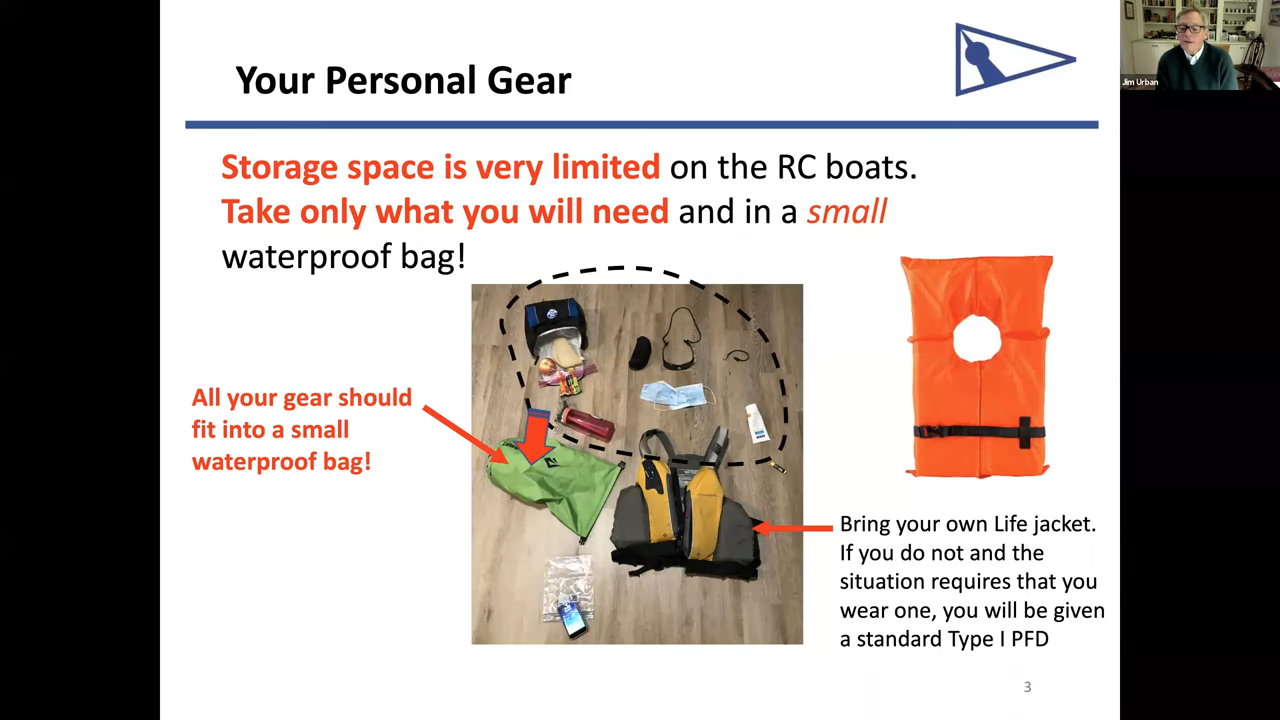 Your Personal Gear
Jim Urban
Storage space is very limited on the RC boats.
Take only what you will need and in a small
waterproof bag!
All your gear should
fit into a small
waterproof bag!
Bring your own Life jacket.
If you do not and the
situation requires that you
wear one, you will be given
a standard Type I PFD
3